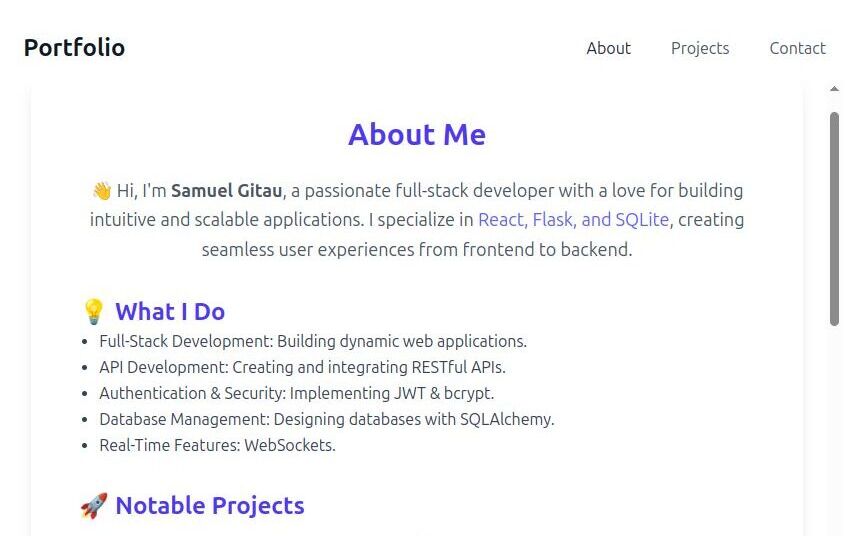 Portfolio
About Projects Contact
About Me
👋 Hi, I'm Samuel Gitau, a passionate full-stack developer with a love for building
intuitive and scalable applications. I specialize in React, Flask, and SQLite, creating
seamless user experiences from frontend to backend.
💡 What I Do
• Full-Stack Development: Building dynamic web applications.
• API Development: Creating and integrating RESTful APIs.
• Authentication & Security: Implementing JWT & bcrypt.
• Database Management: Designing databases with SQLAlchemy.
• Real-Time Features: WebSockets.
🚀 Notable Projects